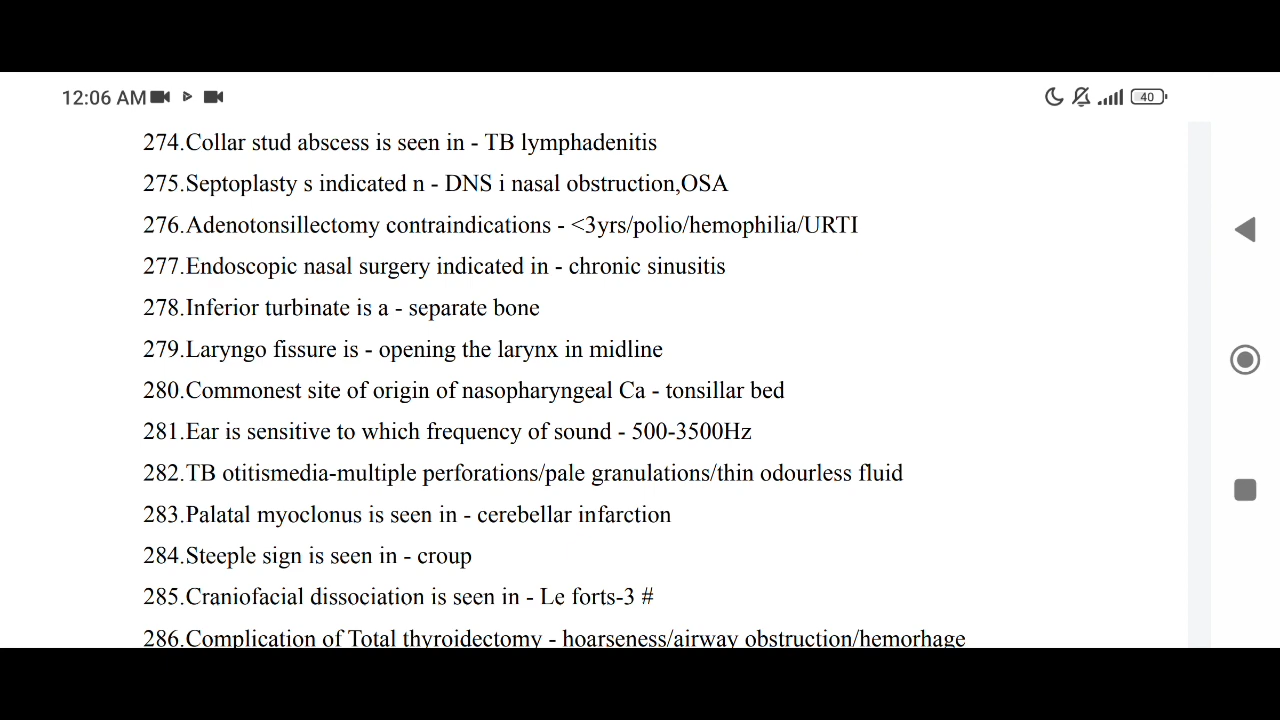 12:06 AM
40
274.Collar stud abscess is seen in - TB lymphadenitis
275.Septoplasty s indicated n - DNS i nasal obstruction,OSA
276.Adenotonsillectomy contraindications - <3yrs/polio/hemophilia/URTI
277.Endoscopic nasal surgery indicated in - chronic sinusitis
278.Inferior turbinate is a - separate bone
279.Laryngo fissure is - opening the larynx in midline
280.Commonest site of origin of nasopharyngeal Ca - tonsillar bed
281.Ear is sensitive to which frequency of sound - 500-3500Hz
282.TB otitismedia-multiple perforations/pale granulations/thin odourless fluid
283.Palatal myoclonus is seen in - cerebellar infarction
284.Steeple sign is seen in - croup
285.Craniofacial dissociation is seen in - Le forts-3 #
286.Complication of Total thyroidectomy - hoarseness/airway obstruction/hemorhage